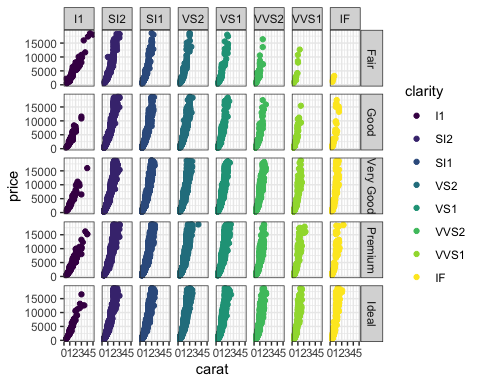 I1 SI2 SI1 VS2 VS1 VVS2 VVS1 IF
15000
10000
5000
0
Fair
15000
10000
5000
0
Good
15000
10000
5000
0
Very Good
15000
10000
5000
0
Premium
15000
10000
5000
0
Ideal
012345 012345 012345 012345 012345 012345 012345 012345
carat
price
clarity
I1
SI2
SI1
VS2
VS1
VVS2
VVS1
IF